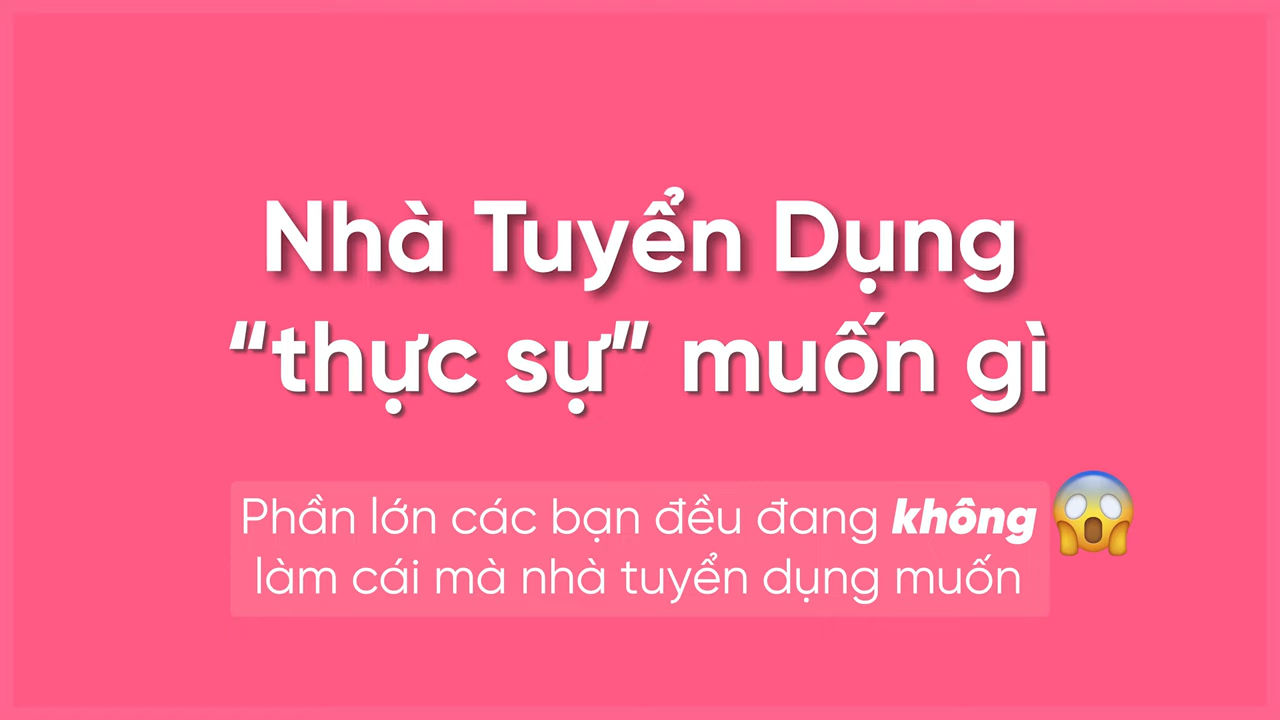 Nhà Tuyển Dụng
“thực sự” muốn gì
Phần lớn các bạn đều đang không
làm cái mà nhà tuyển dụng muốn